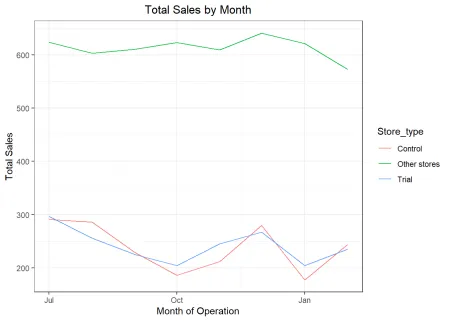 Total Sales by Month
600
500
400
300
200
Total Sales
Jul
Oct
Jan
Month of Operation
Store_type
Control
Other stores
Trial